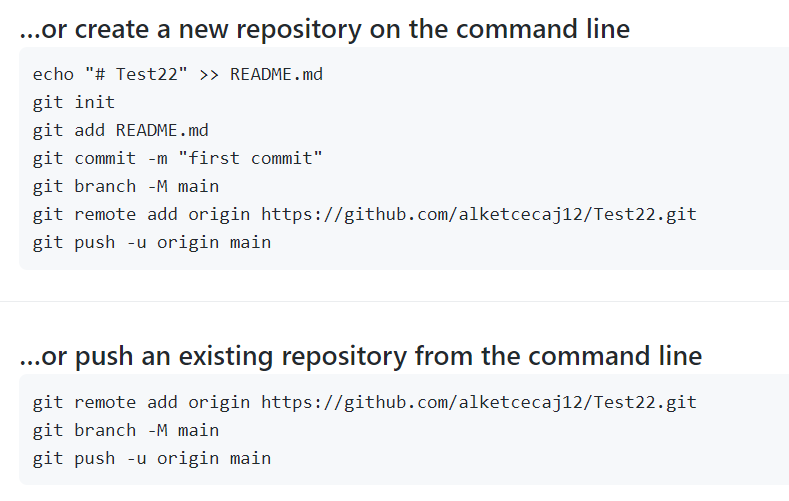 ...or create a new repository on the command line
echo "# Test22" >> README.md
git init
git add README.md
git commit -m "first commit"
git branch -M main
git remote add origin https://github.com/alketcecaj12/Test22.git
git push -u origin main
...or push an existing repository from the command line
git remote add origin https://github.com/alketcecaj12/Test22.git
git branch -M main
git push -u origin main